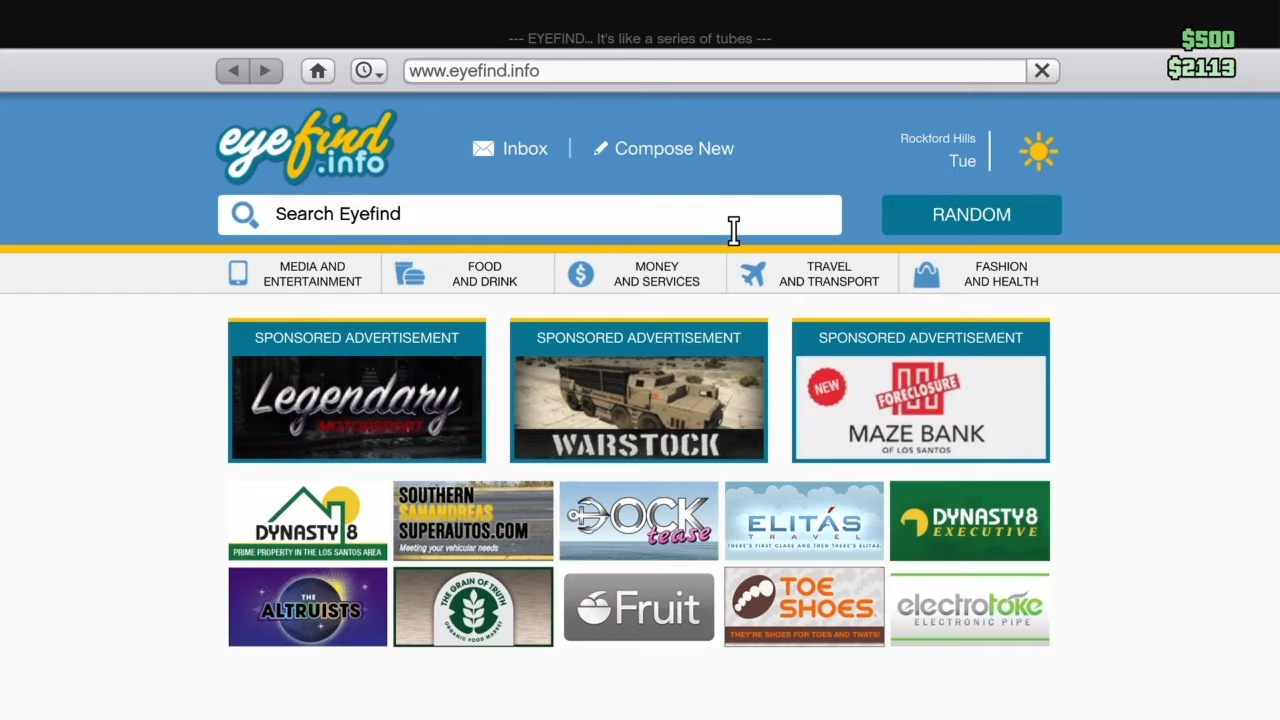 --- EYEFIND... It's like a series of tubes ---
$500
$2113
www.eyefind.info
eyefind
.info
Inbox
Compose New
Rockford Hills
Tue
Search Eyefind
RANDOM
MEDIA AND
ENTERTAINMENT
FOOD
AND DRINK
MONEY
AND SERVICES
TRAVEL
AND TRANSPORT
FASHION
AND HEALTH
SPONSORED ADVERTISEMENT
SPONSORED ADVERTISEMENT
SPONSORED ADVERTISEMENT
Legendary
MOTORSPORT
WARSTOCK
NEW
FORECLOSURE
MAZE BANK
OF LOS SANTOS
DYNASTY 8
PRIME PROPERTY IN THE LOS SANTOS AREA
SOUTHERN
SANANDREAS
SUPERAUTOS.COM
Meeting your vehicular needs
DOCK
tease
ELITÁS
TRAVEL
THERE'S FIRST CLASS AND THEN THERE'S ELITAS.
DYNASTY 8
EXECUTIVE
THE
ALTRUISTS
THE GRAIN OF TRUTH
ORGANIC FOOD MARKET
Fruit
TOE
SHOES
THEY'RE SHOES FOR TOES AND TWATS!
electrotoke
ELECTRONIC PIPE